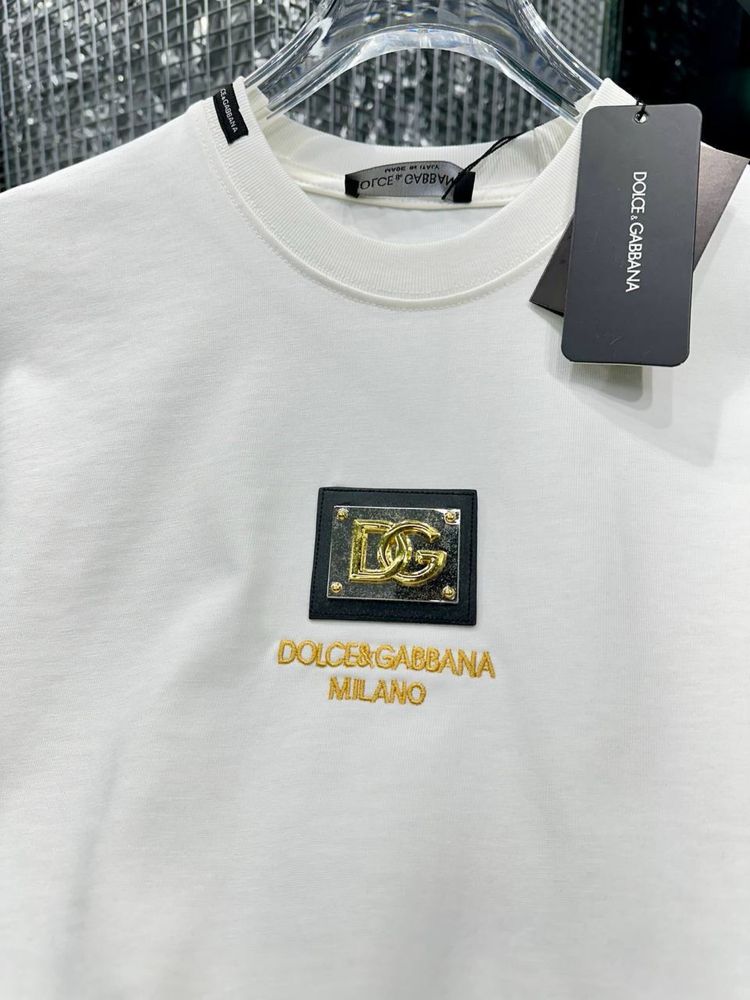 DOLCE & GABBANA
MADE IN ITALY
DOLCE & GABBANA
DOLCE & GABBANA
DG
DOLCE&GABBANA
MILANO